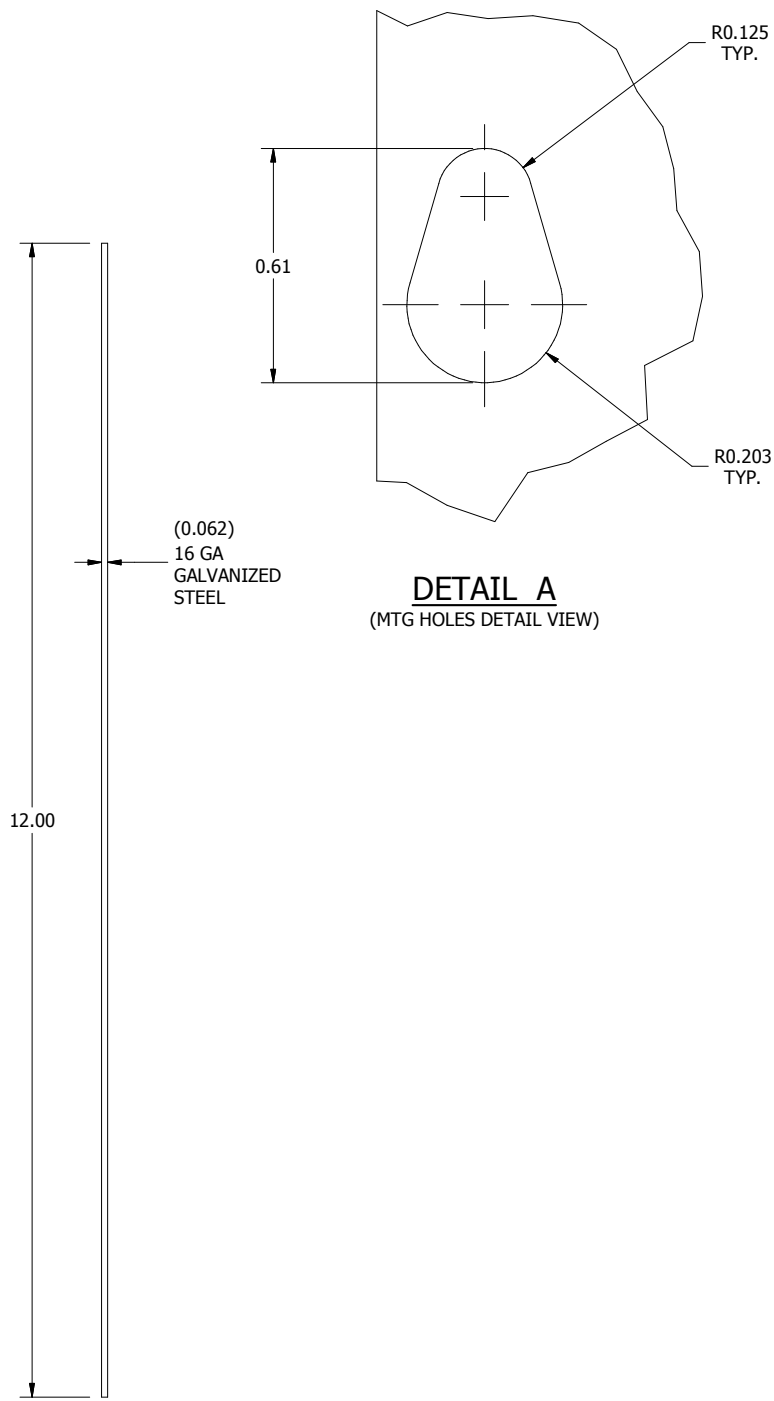 R0.125
TYP.
0.61
R0.203
TYP.
(0.062)
16 GA
GALVANIZED
STEEL
DETAIL A
(MTG HOLES DETAIL VIEW)
12.00